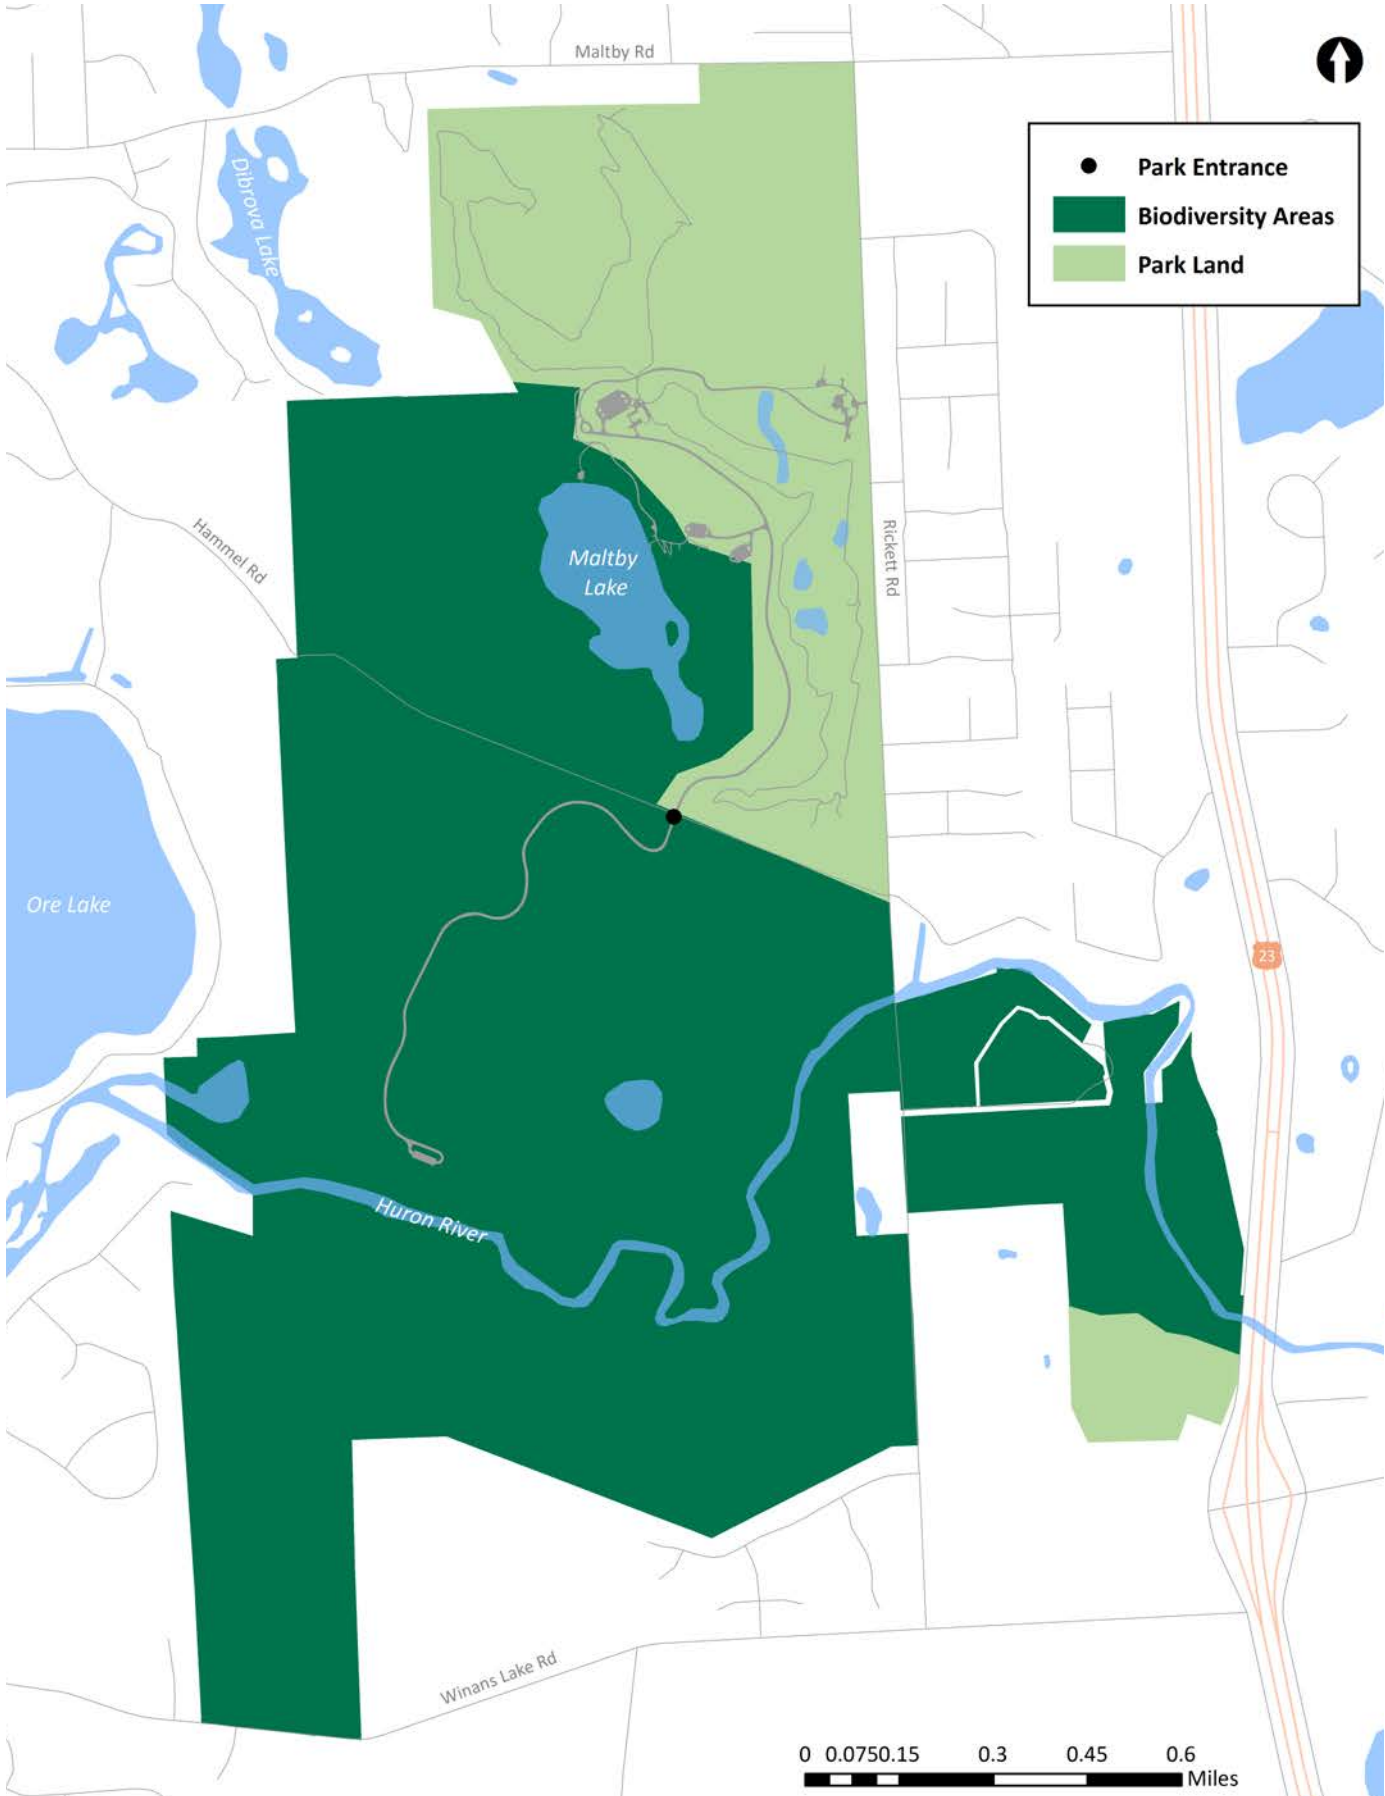 Maltby Rd
Park Entrance
Biodiversity Areas
Park Land
Dibrova Lake
Hammel Rd
Maltby
Lake
Rickett Rd
Ore Lake
23
Huron River
Winans Lake Rd
0 0.0750.15 0.3 0.45 0.6
Miles